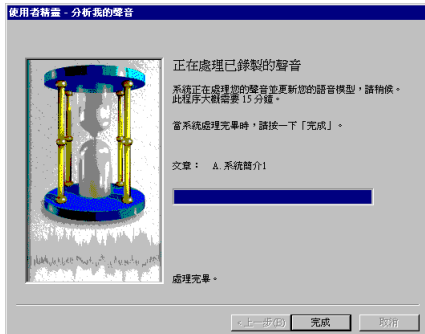 使用者精靈 - 分析我的聲音
正在處理已錄製的聲音
系統正在處理您的聲音並更新您的語音模型，請稍候。
此程序大概需要 15 分鐘。
當系統處理完畢時，請按一下「完成」。
文章： A. 系統簡介1
處理完畢。
<上一步(B)
完成
取消